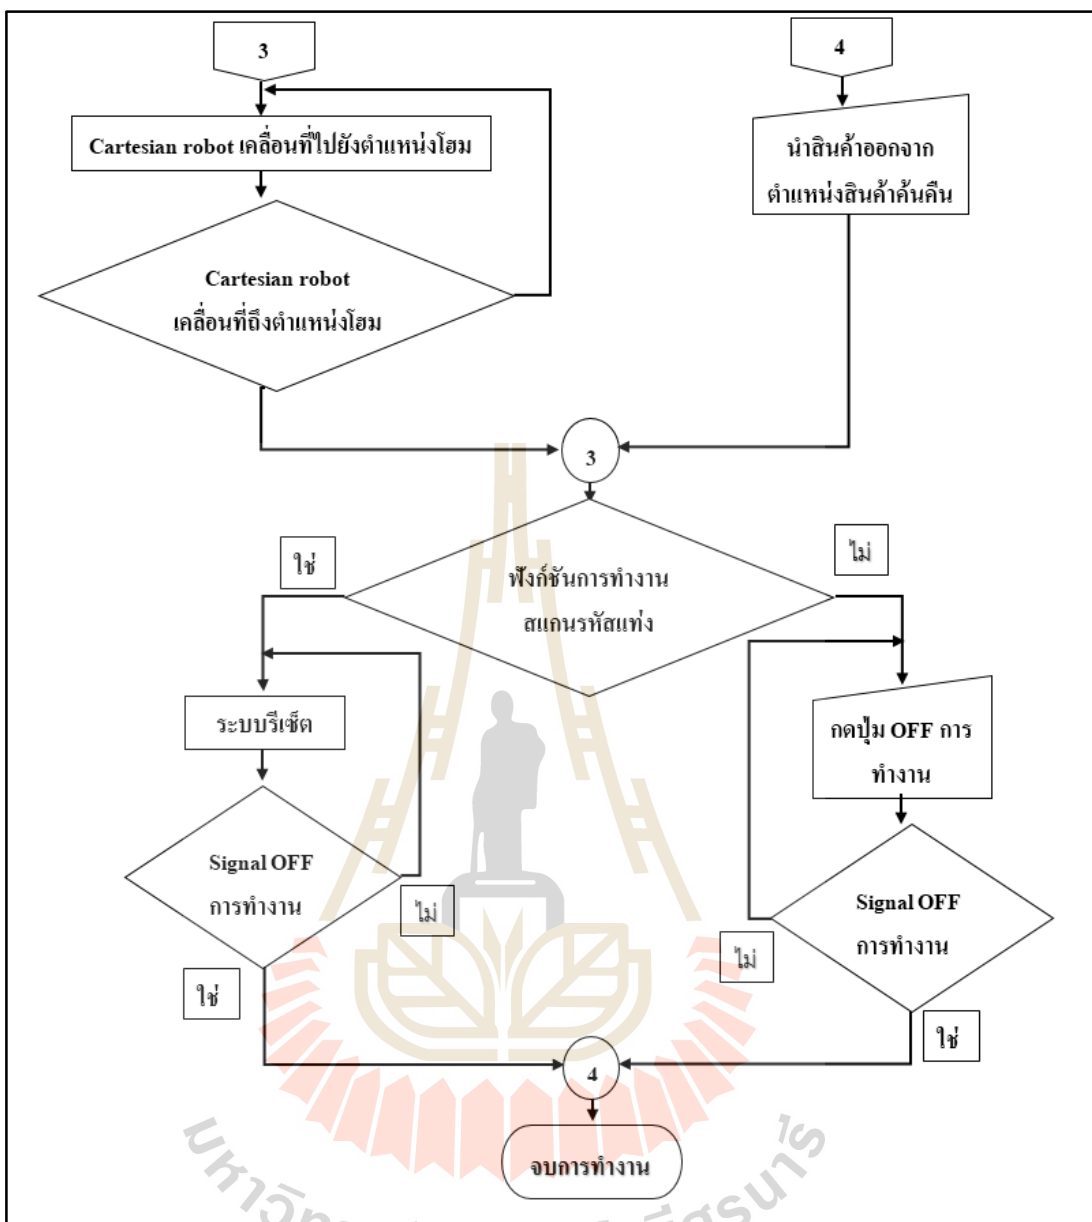 3
4
Cartesian robot เคลื่อนที่ไปยังตำแหน่งโฮม
นำสินค้าออกจาก
ตำแหน่งสินค้าค้นคืน
Cartesian robot
เคลื่อนที่ถึงตำแหน่งโฮม
3
ใช่
ไม่
ฟังก์ชันการทำงาน
สแกนรหัสแท่ง
ระบบรีเซ็ต
กดปุ่ม OFF การ
ทำงาน
Signal OFF
การทำงาน
ไม่
Signal OFF
การทำงาน
ไม่
ใช่
ใช่
4
จบการทำงาน